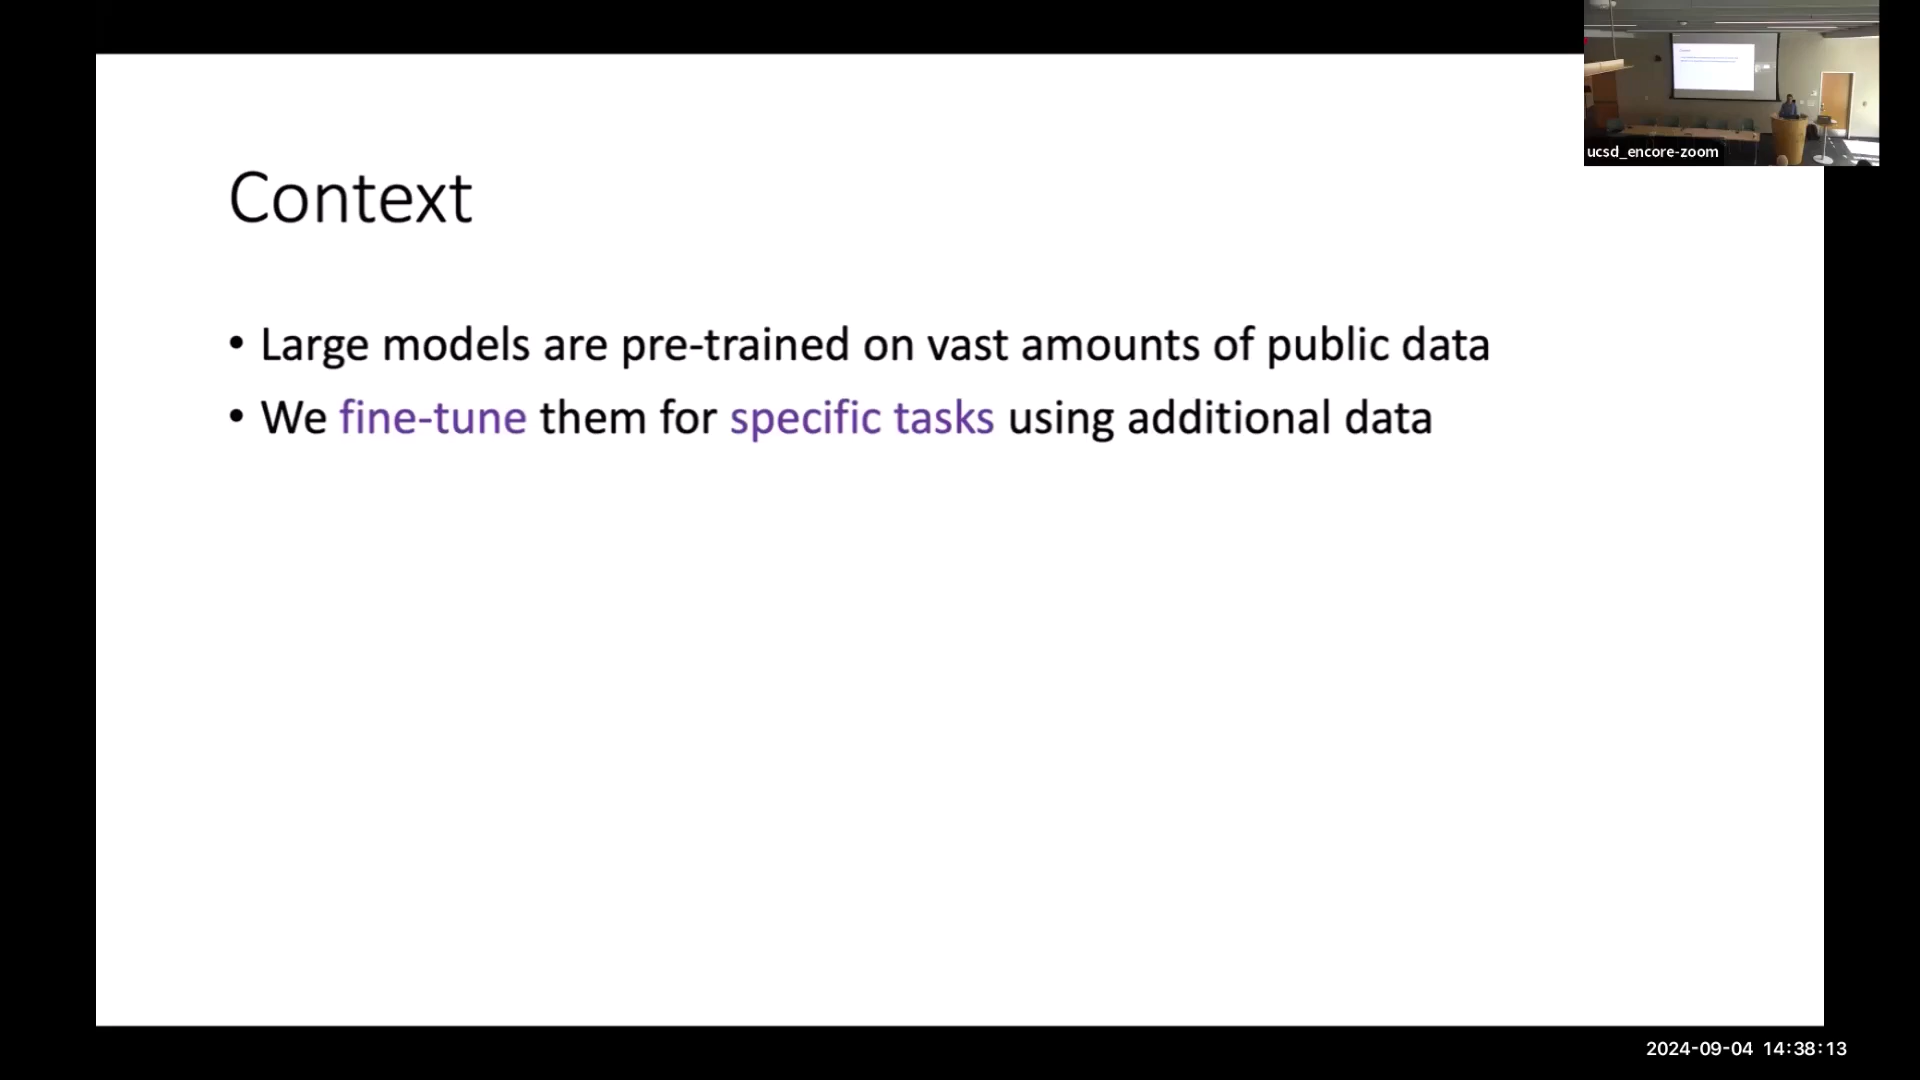 ucsd_encore-zoom
Context
• Large models are pre-trained on vast amounts of public data
• We fine-tune them for specific tasks using additional data
2024-09-04 14:38:13